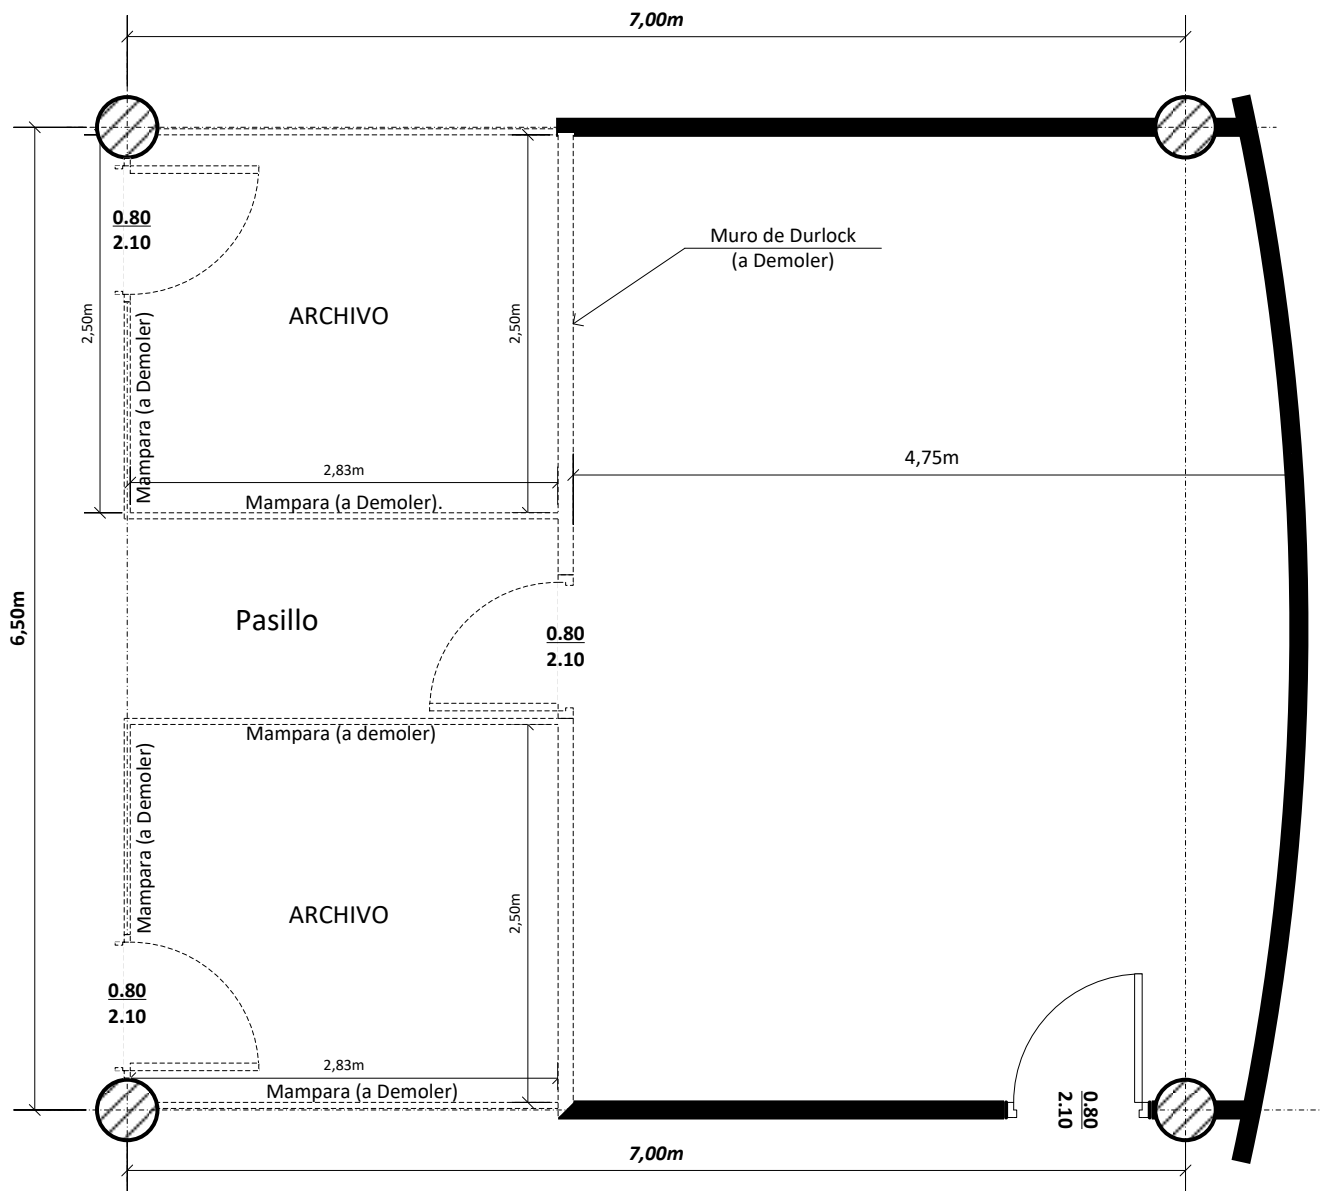 7,00m
0.80
2.10
Muro de Durlock
(a Demoler)
2,50m
ARCHIVO
2,50m
Mampara (a Demoler)
4,75m
2,83m
Mampara (a Demoler).
6,50m
Pasillo
0.80
2.10
Mampara (a demoler)
Mampara (a Demoler)
ARCHIVO
2,50m
0.80
2.10
2,83m
Mampara (a Demoler)
0.80
2.10
7,00m